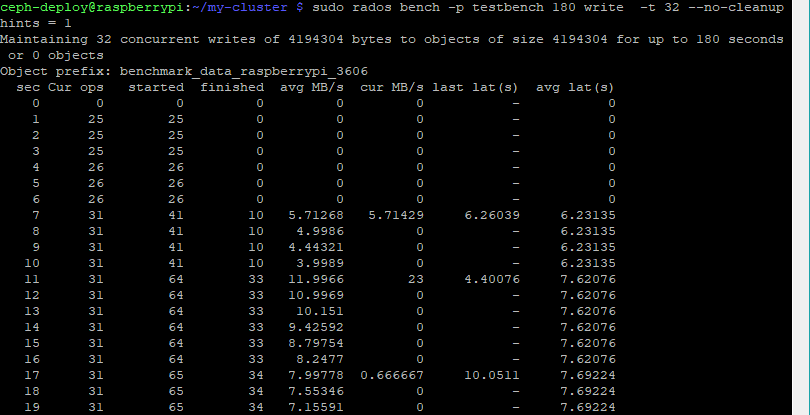 ceph-deploy@raspberrypi:~/my-cluster $ sudo rados bench -p testbench 180 write  -t 32 --no-cleanup
hints = 1
Maintaining 32 concurrent writes of 4194304 bytes to objects of size 4194304 for up to 180 seconds
 or 0 objects
Object prefix: benchmark_data_raspberrypi_3606
  sec Cur ops   started  finished  avg MB/s  cur MB/s last lat(s)  avg lat(s)
    0       0         0         0         0         0           -           0
    1      25        25         0         0         0           -           0
    2      25        25         0         0         0           -           0
    3      25        25         0         0         0           -           0
    4      26        26         0         0         0           -           0
    5      26        26         0         0         0           -           0
    6      26        26         0         0         0           -           0
    7      31        41        10   5.71268   5.71429     6.26039     6.23135
    8      31        41        10    4.9986         0           -     6.23135
    9      31        41        10   4.44321         0           -     6.23135
   10      31        41        10    3.9989         0           -     6.23135
   11      31        64        33   11.9966        23     4.40076     7.62076
   12      31        64        33   10.9969         0           -     7.62076
   13      31        64        33    10.151         0           -     7.62076
   14      31        64        33   9.42592         0           -     7.62076
   15      31        64        33   8.79754         0           -     7.62076
   16      31        64        33    8.2477         0           -     7.62076
   17      31        65        34   7.99778  0.666667     10.0511     7.69224
   18      31        65        34   7.55346         0           -     7.69224
   19      31        65        34   7.15591         0           -     7.69224